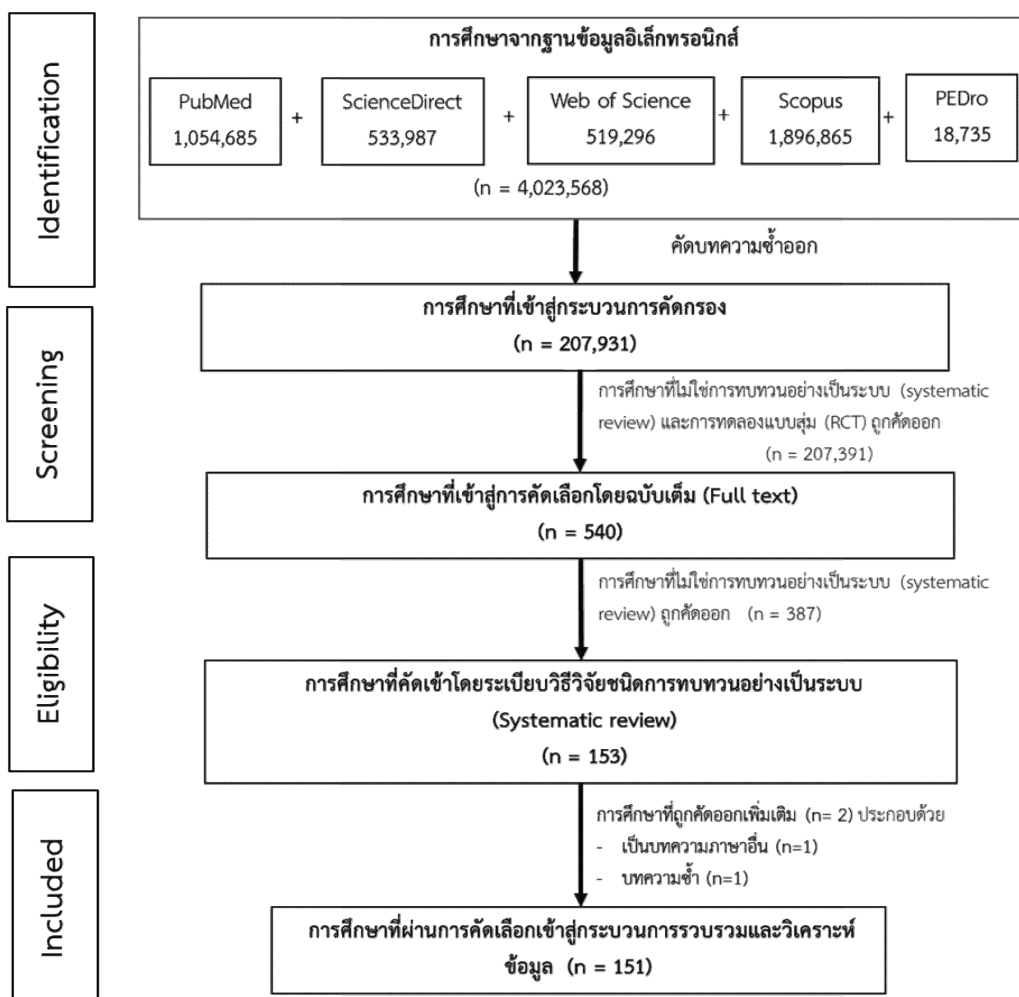 Identification
การศึกษาจากฐานข้อมูลอิเล็กทรอนิกส์
PubMed
1,054,685
+
ScienceDirect
533,987
+
Web of Science
519,296
+
Scopus
1,896,865
+
PEDro
18,735
(n = 4,023,568)
คัดบทความซ้ำออก
Screening
การศึกษาที่เข้าสู่กระบวนการคัดกรอง
(n = 207,931)
การศึกษาที่ไม่ใช่การทบทวนอย่างเป็นระบบ (systematic
review) และการทดลองแบบสุ่ม (RCT) ถูกคัดออก
(n = 207,391)
การศึกษาที่เข้าสู่การคัดเลือกโดยฉบับเต็ม (Full text)
(n = 540)
Eligibility
การศึกษาที่ไม่ใช่การทบทวนอย่างเป็นระบบ (systematic
review) ถูกคัดออก (n = 387)
การศึกษาที่คัดเข้าโดยระเบียบวิธีวิจัยชนิดการทบทวนอย่างเป็นระบบ
(Systematic review)
(n = 153)
Included
การศึกษาที่ถูกคัดออกเพิ่มเติม (n= 2) ประกอบด้วย
- เป็นบทความภาษาอื่น (n=1)
- บทความซ้ำ (n=1)
การศึกษาที่ผ่านการคัดเลือกเข้าสู่กระบวนการรวบรวมและวิเคราะห์
ข้อมูล (n = 151)